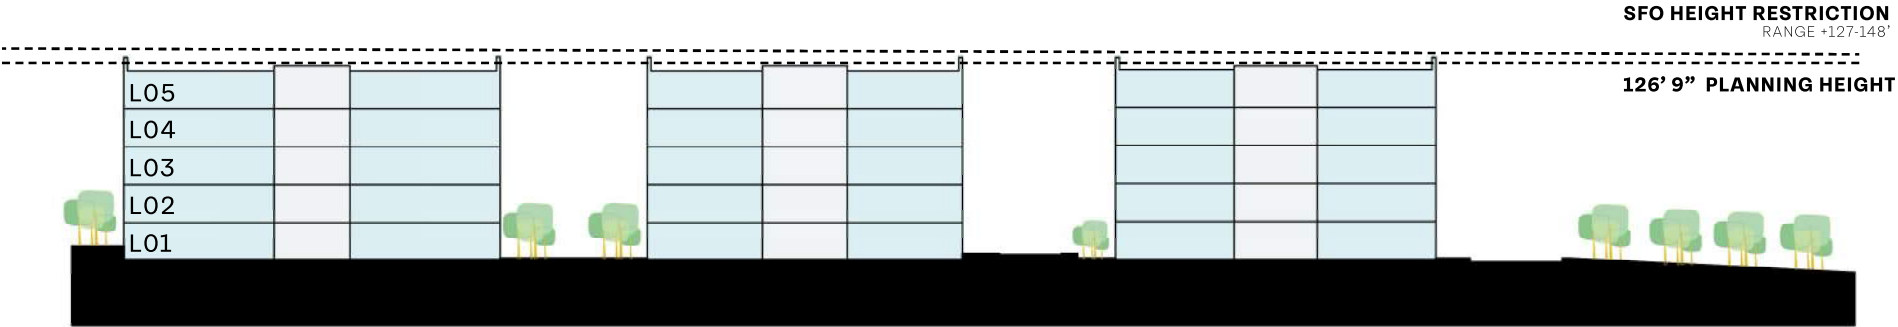 SFO HEIGHT RESTRICTION
RANGE +127-148'
126' 9” PLANNING HEIGHT
L05
L04
L03
L02
L01